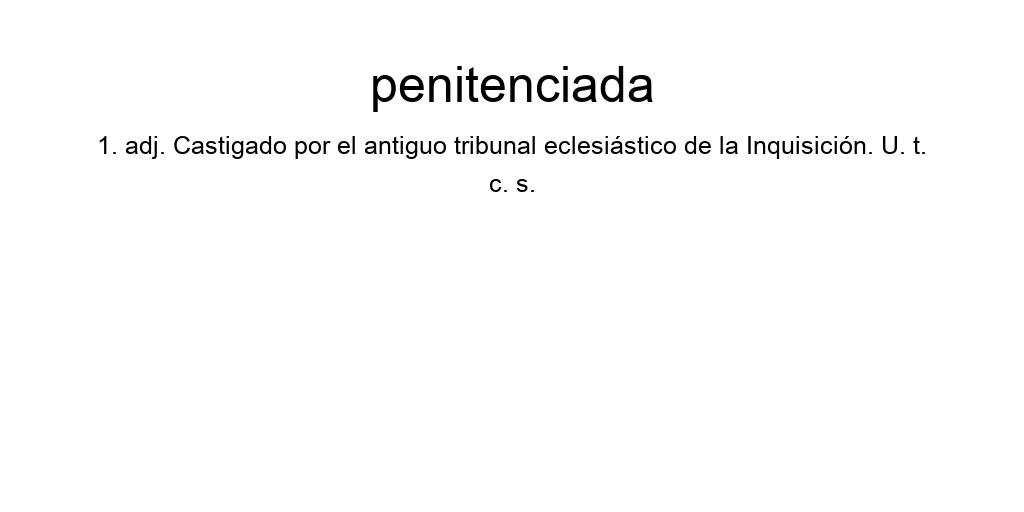 penitenciada
1. adj. Castigado por el antiguo tribunal eclesiástico de la Inquisición. U. t.
c. s.